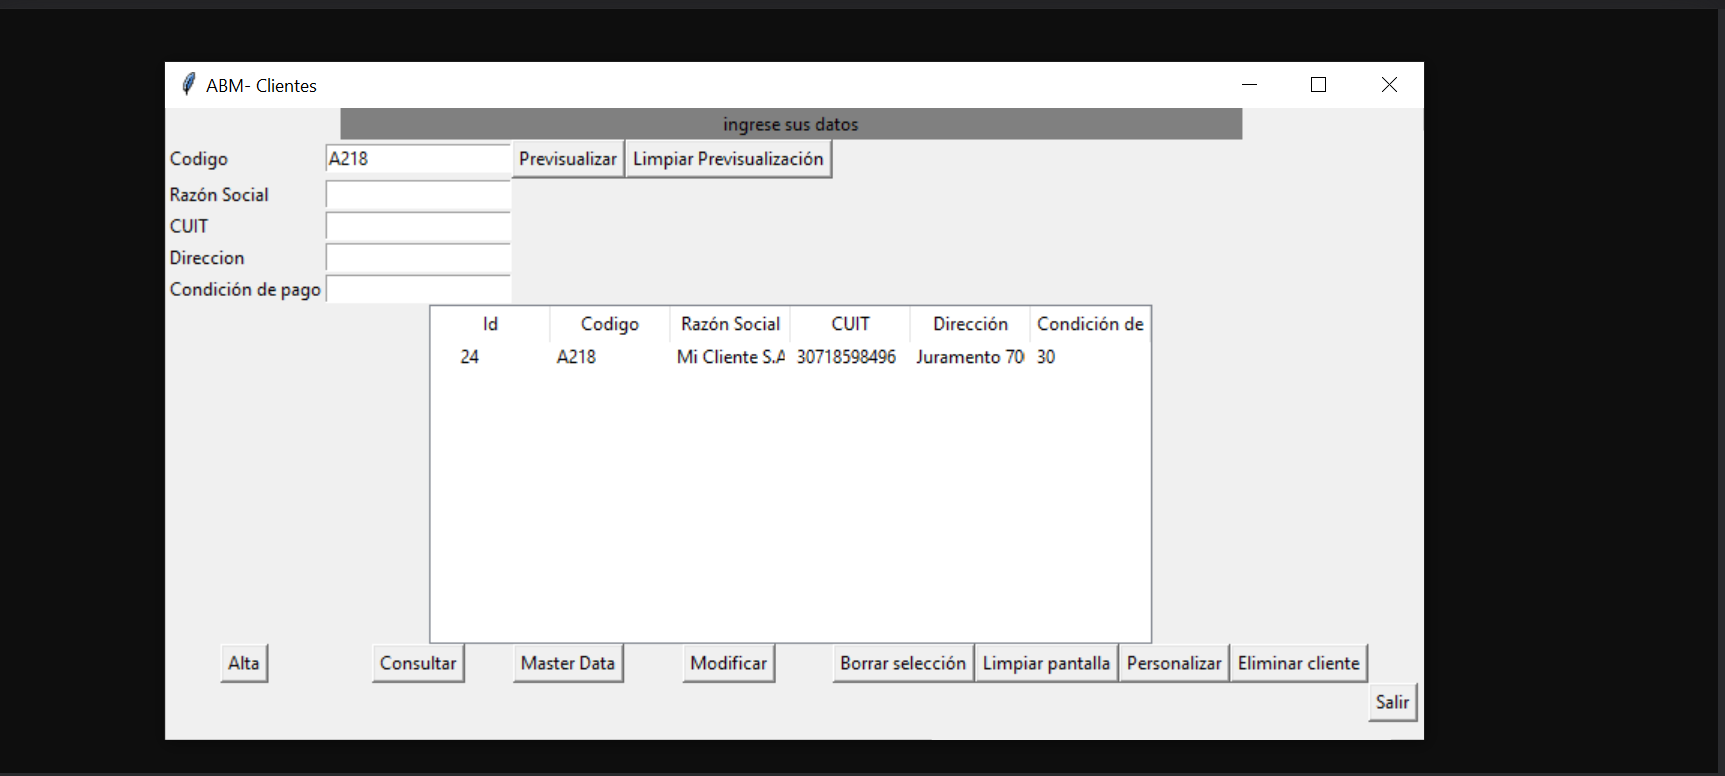 ABM- Clientes
ingrese sus datos
Codigo A218 Previsualizar Limpiar Previsualización
Razón Social
CUIT
Direccion
Condición de pago
Id Codigo Razón Social CUIT Dirección Condición de
24 A218 Mi Cliente S.A 30718598496 Juramento 70 30
Alta Consultar Master Data Modificar Borrar selección Limpiar pantalla Personalizar Eliminar cliente
Salir